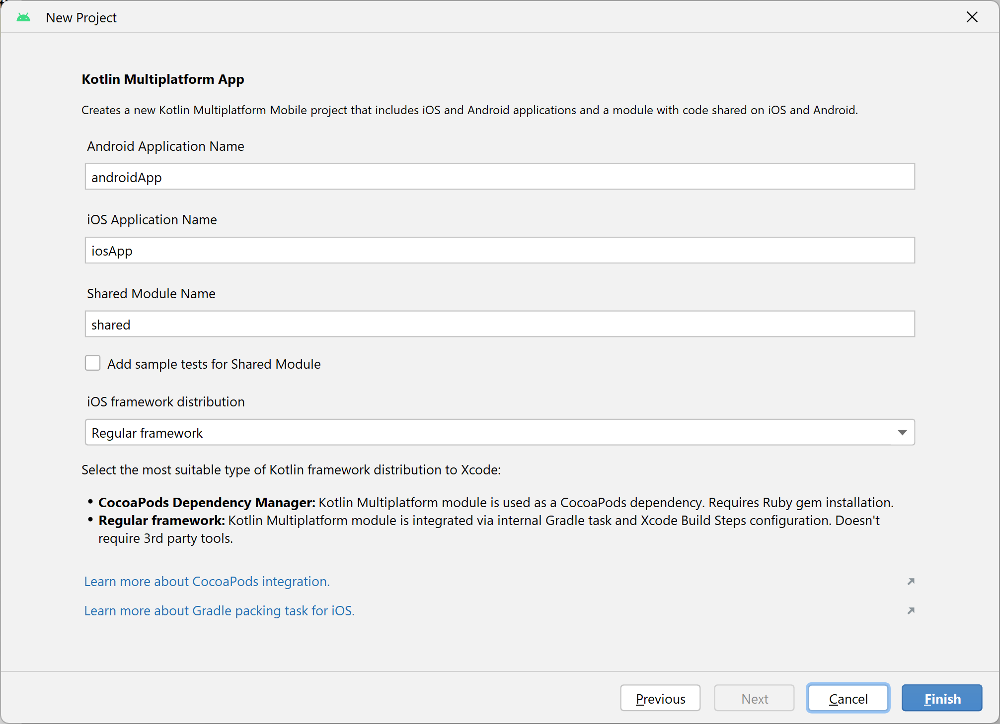 New Project
Kotlin Multiplatform App
Creates a new Kotlin Multiplatform Mobile project that includes iOS and Android applications and a module with code shared on iOS and Android.
Android Application Name
androidApp
iOS Application Name
iosApp
Shared Module Name
shared
Add sample tests for Shared Module
iOS framework distribution
Regular framework
Select the most suitable type of Kotlin framework distribution to Xcode:
• CocoaPods Dependency Manager: Kotlin Multiplatform module is used as a CocoaPods dependency. Requires Ruby gem installation.
• Regular framework: Kotlin Multiplatform module is integrated via internal Gradle task and Xcode Build Steps configuration. Doesn't
require 3rd party tools.
Learn more about CocoaPods integration.
Learn more about Gradle packing task for iOS.
Previous Next Cancel Finish